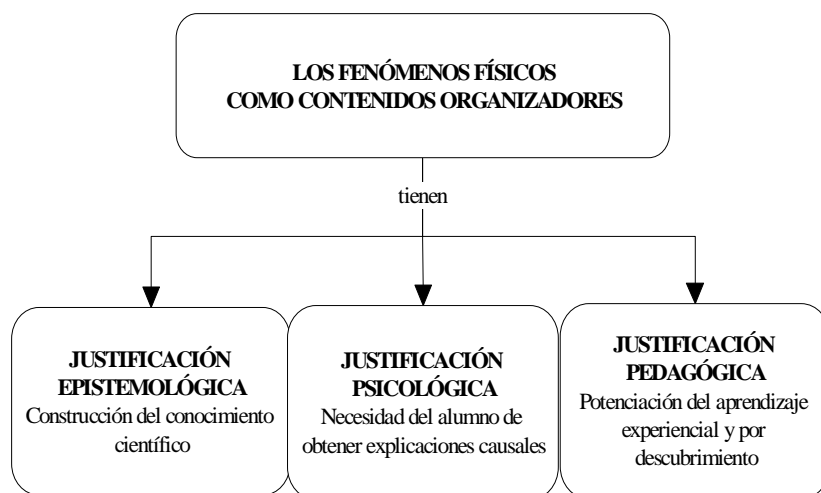 LOS FENÓMENOS FÍSICOS
COMO CONTENIDOS ORGANIZADORES
tienen
JUSTIFICACIÓN
EPISTEMOLÓGICA
Construcción del conocimiento
científico
JUSTIFICACIÓN
PSICOLÓGICA
Necesidad del alumno de
obtener explicaciones causales
JUSTIFICACIÓN
PEDAGÓGICA
Potenciación del aprendizaje
experiencial y por
descubrimiento